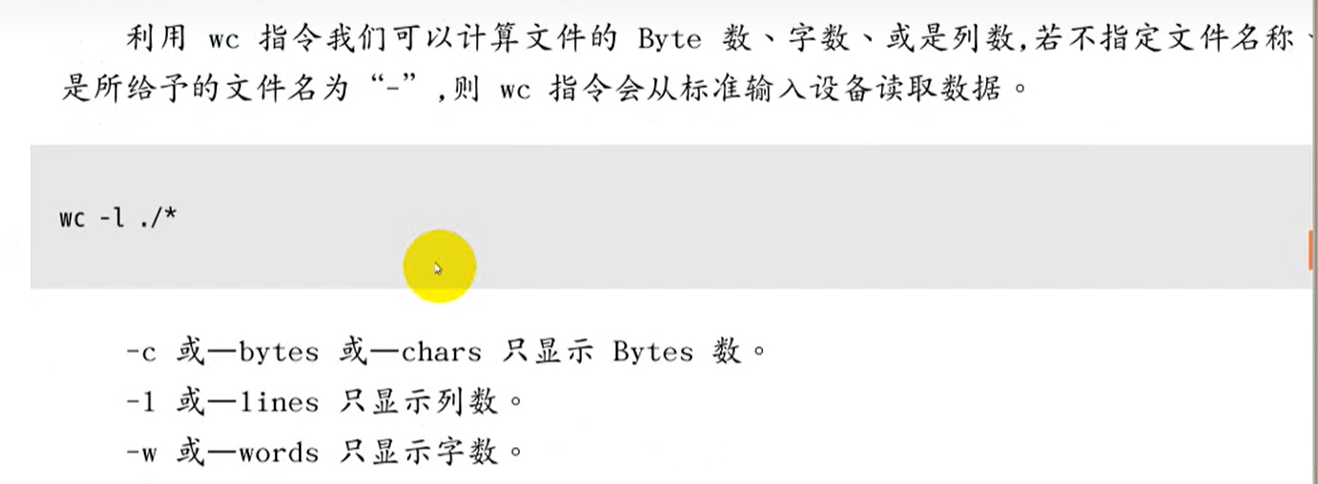 利用 wc 指令我们可以计算文件的 Byte 数、字数、或是列数,若不指定文件名称、
是所给予的文件名为“-”,则 wc 指令会从标准输入设备读取数据。
wc -l ./*
-c 或—bytes 或—chars 只显示 Bytes 数。
-l 或—lines 只显示列数。
-w 或—words 只显示字数。